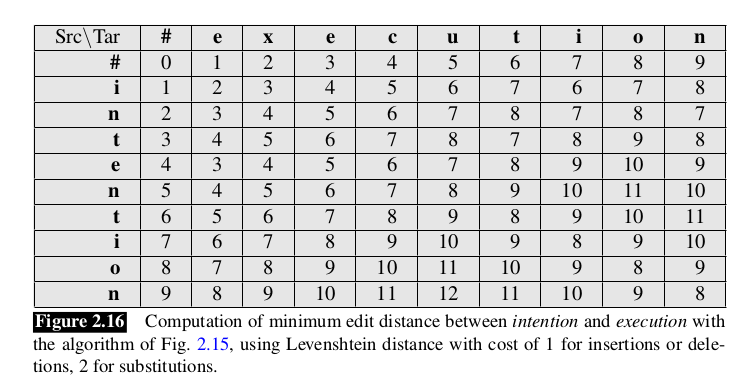 Src\Tar # e x e c u t i o n
# 0 1 2 3 4 5 6 7 8 9
i 1 2 3 4 5 6 7 6 7 8
n 2 3 4 5 6 7 8 7 8 7
t 3 4 5 6 7 8 7 8 9 8
e 4 3 4 5 6 7 8 9 10 9
n 5 4 5 6 7 8 9 10 11 10
t 6 5 6 7 8 9 8 9 10 11
i 7 6 7 8 9 10 9 8 9 10
o 8 7 8 9 10 11 10 9 8 9
n 9 8 9 10 11 12 11 10 9 8
Figure 2.16 Computation of minimum edit distance between intention and execution with
the algorithm of Fig. 2.15, using Levenshtein distance with cost of 1 for insertions or dele-
tions, 2 for substitutions.